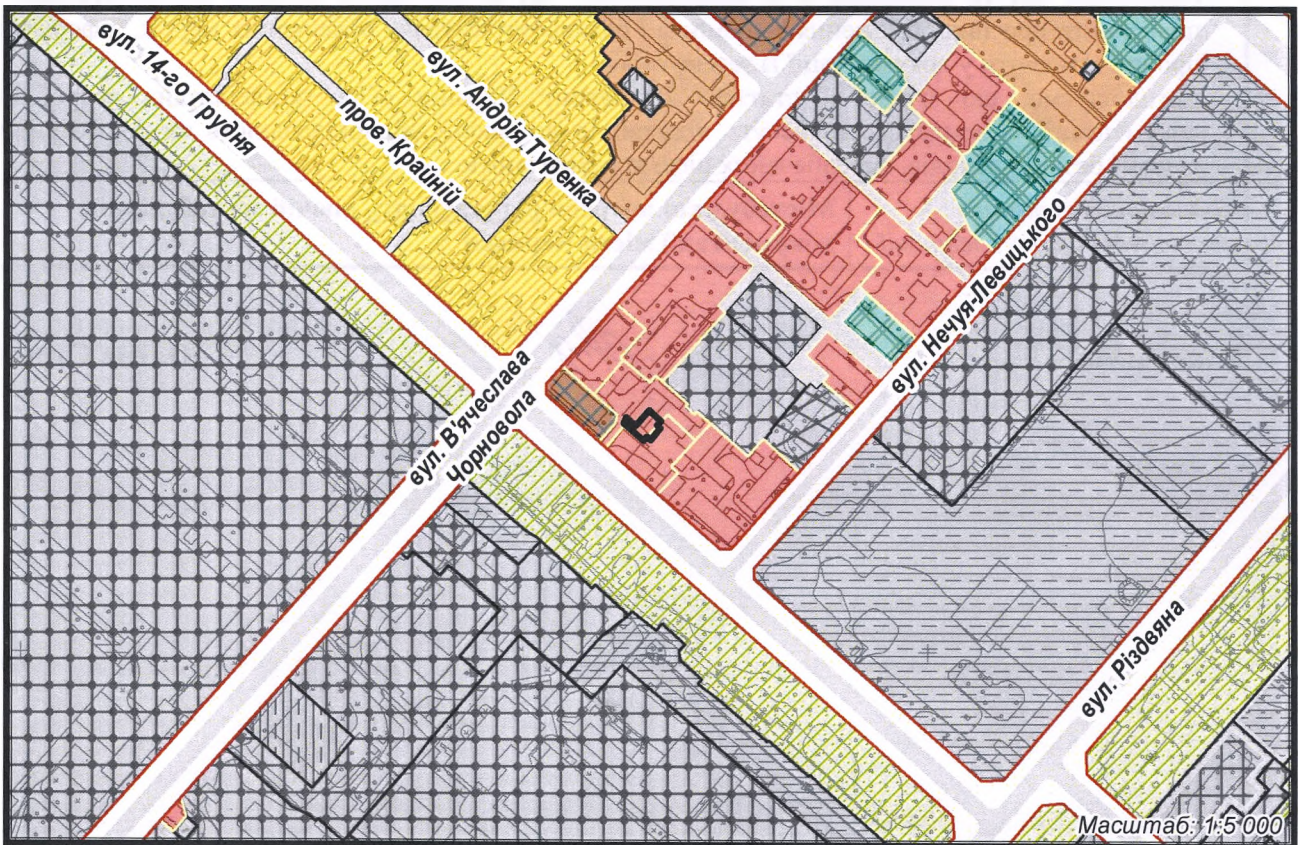 вул. 14-го Грудня
вул. Андрія Туренка
пров. Крайній
вул. В'ячеслава
Чорновола
вул. Нечуя-Левицького
вул. Різдвяна
Масштаб: 1:5 000